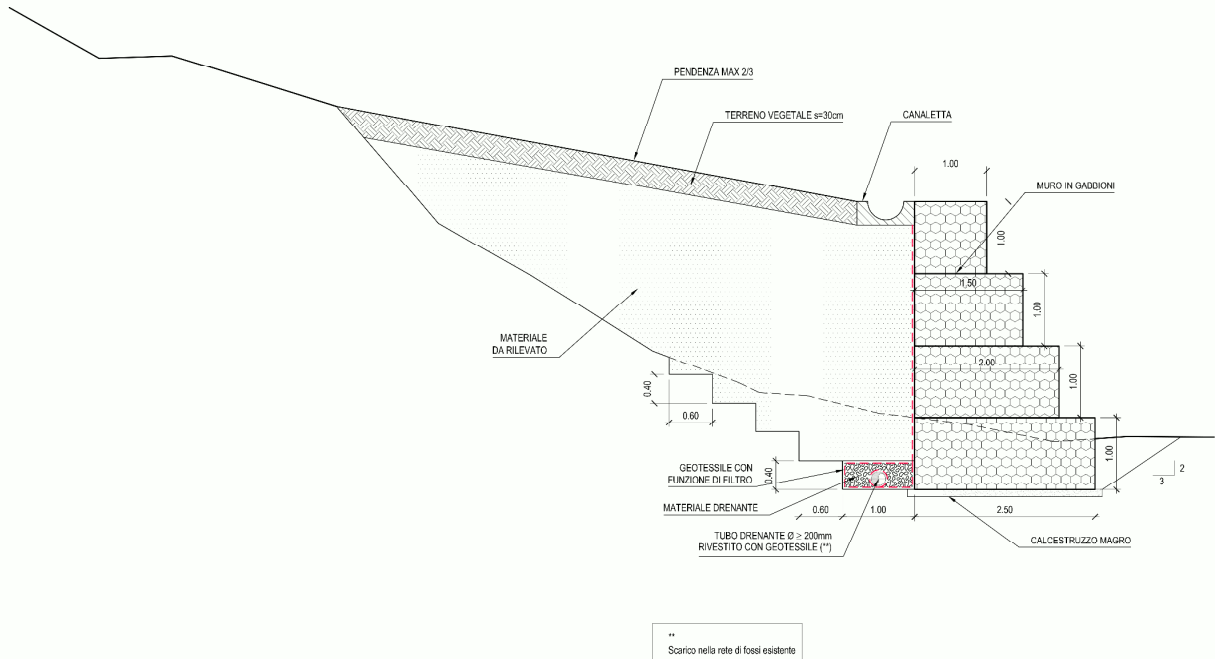 PENDENZA MAX 2/3
TERRENO VEGETALE s=30cm
CANALETTA
1.00
MURO IN GABBIONI
1.00
1.50
1.00
MATERIALE
DA RILEVATO
2.00
1.00
0.40
0.60
1.00
GEOTESSILE CON
FUNZIONE DI FILTRO
0.40
2
3
MATERIALE DRENANTE
0.60
1.00
2.50
TUBO DRENANTE Ø ≥ 200mm
RIVESTITO CON GEOTESSILE (**)
CALCESTRUZZO MAGRO
**
Scarico nella rete di fossi esistente